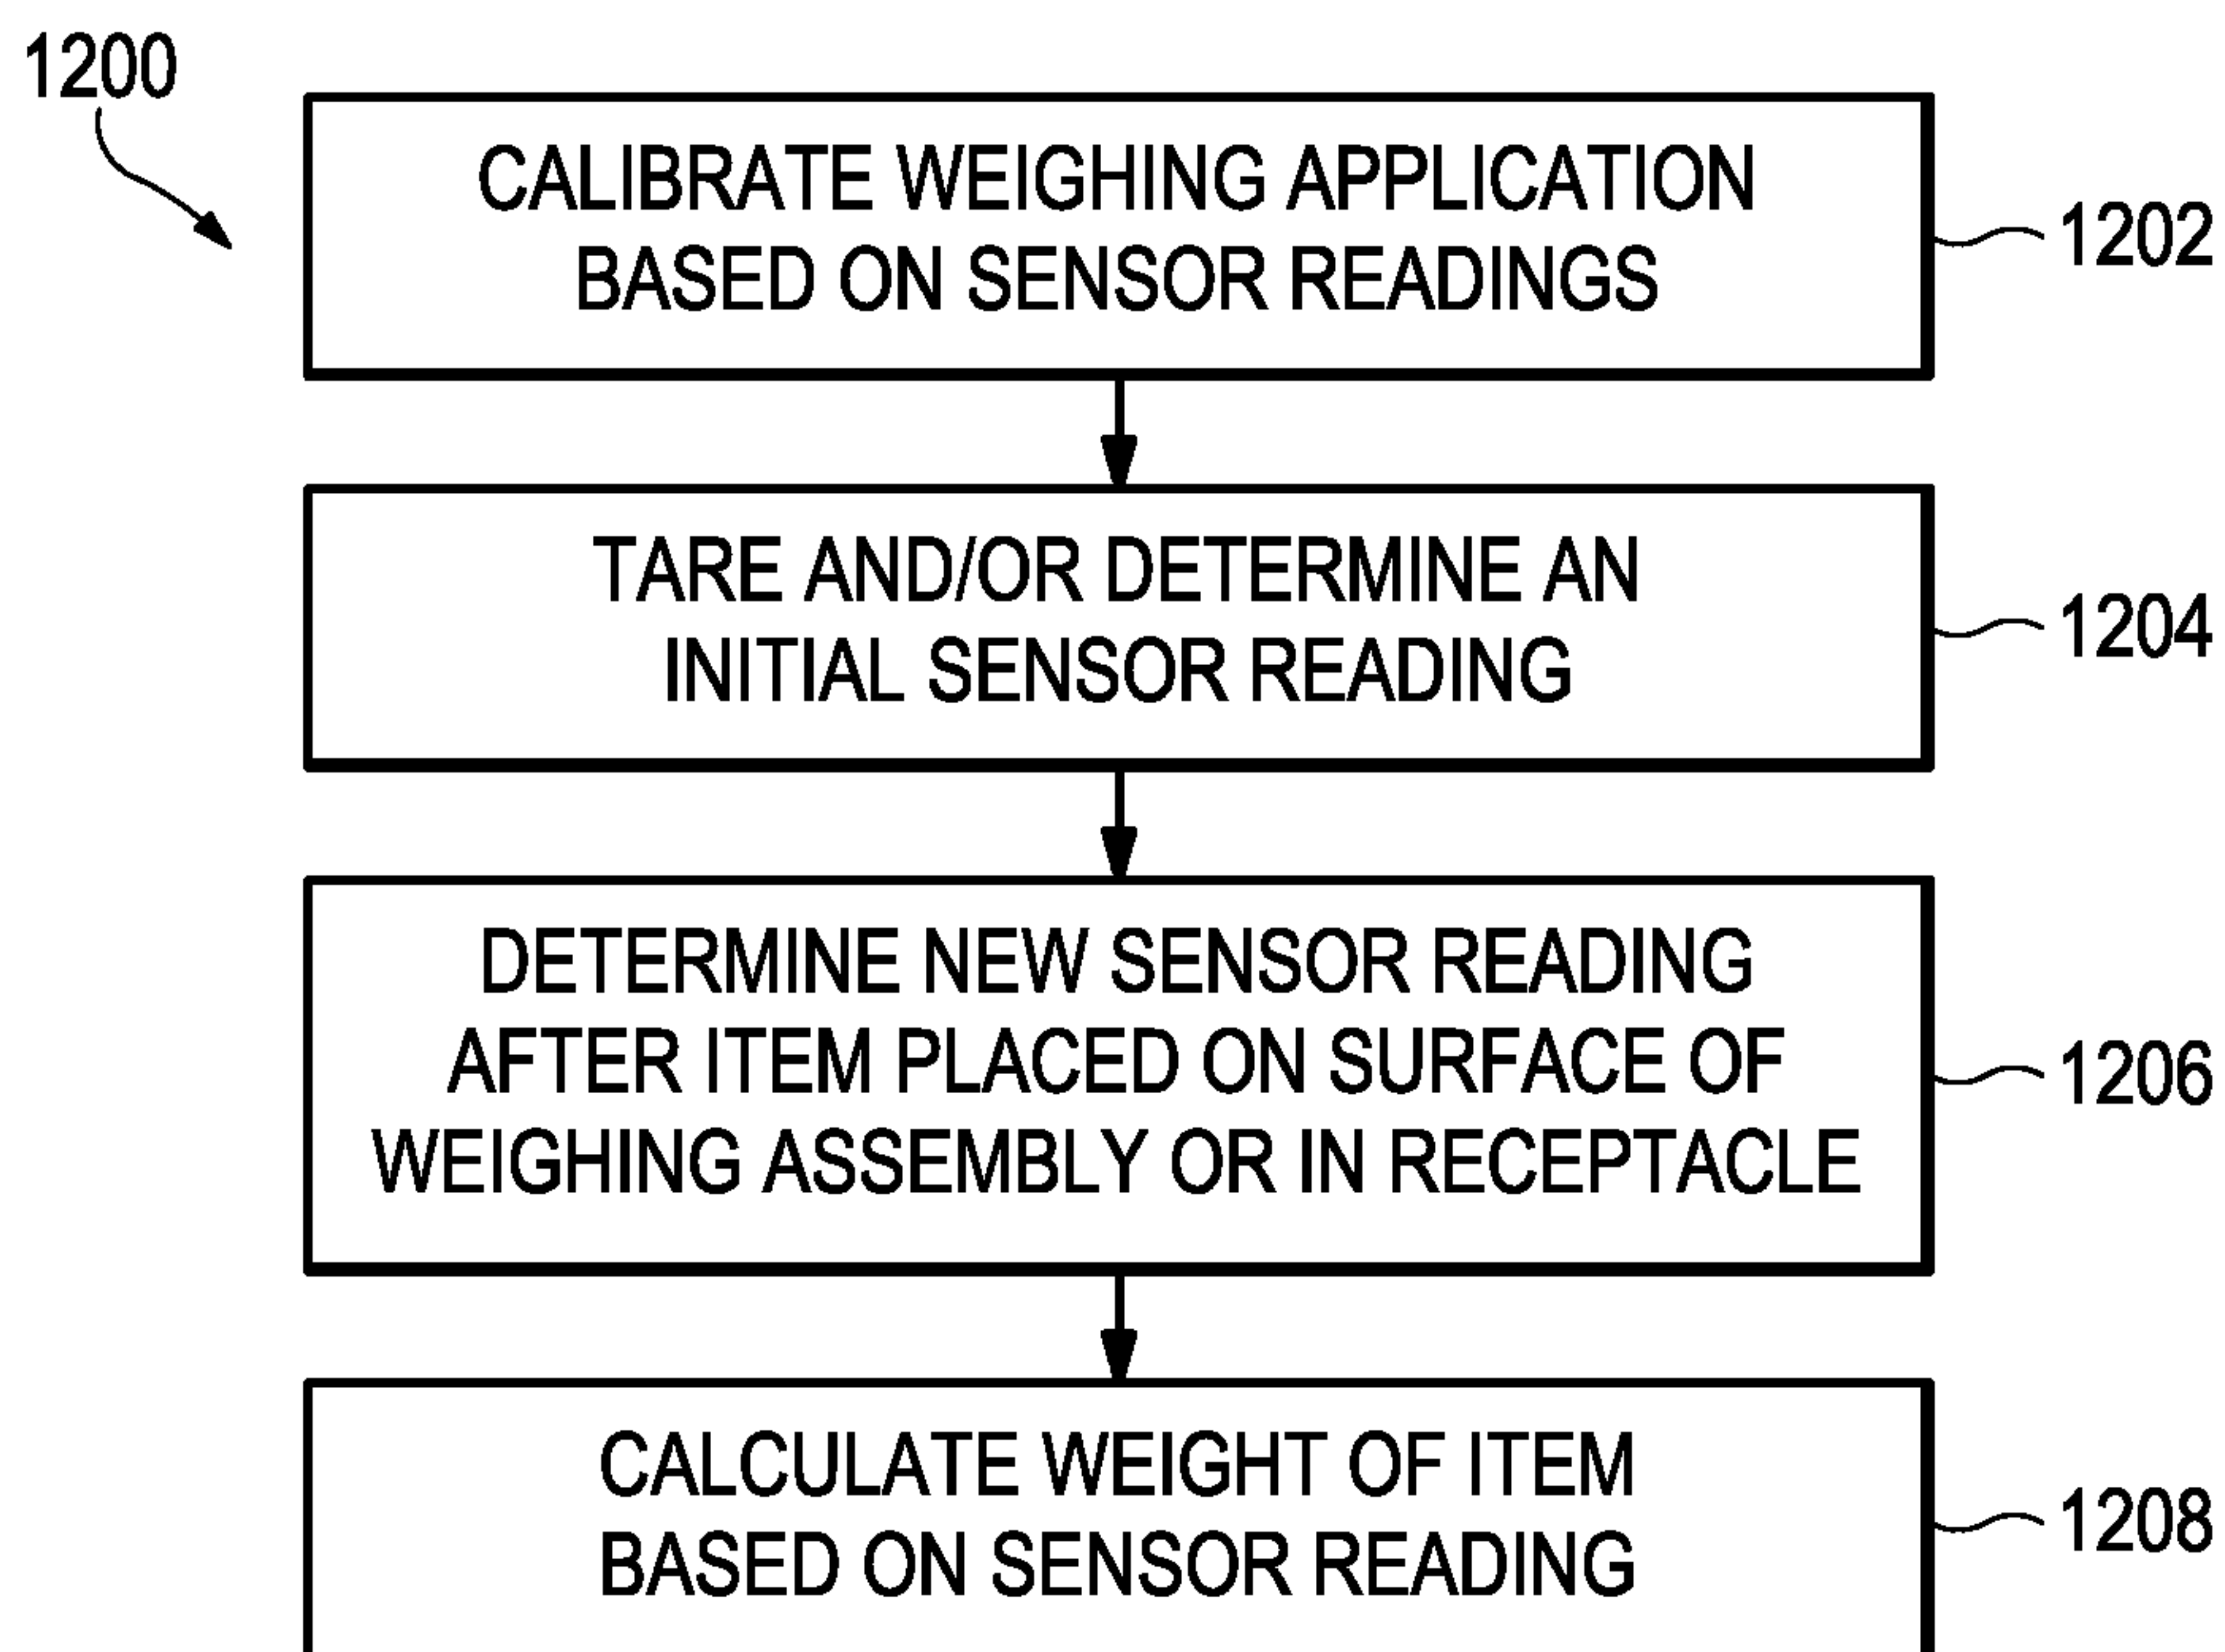 1200
CALIBRATE WEIGHING APPLICATION
BASED ON SENSOR READINGS
1202
TARE AND/OR DETERMINE AN
INITIAL SENSOR READING
1204
DETERMINE NEW SENSOR READING
AFTER ITEM PLACED ON SURFACE OF
WEIGHING ASSEMBLY OR IN RECEPTACLE
1206
CALCULATE WEIGHT OF ITEM
BASED ON SENSOR READING
1208